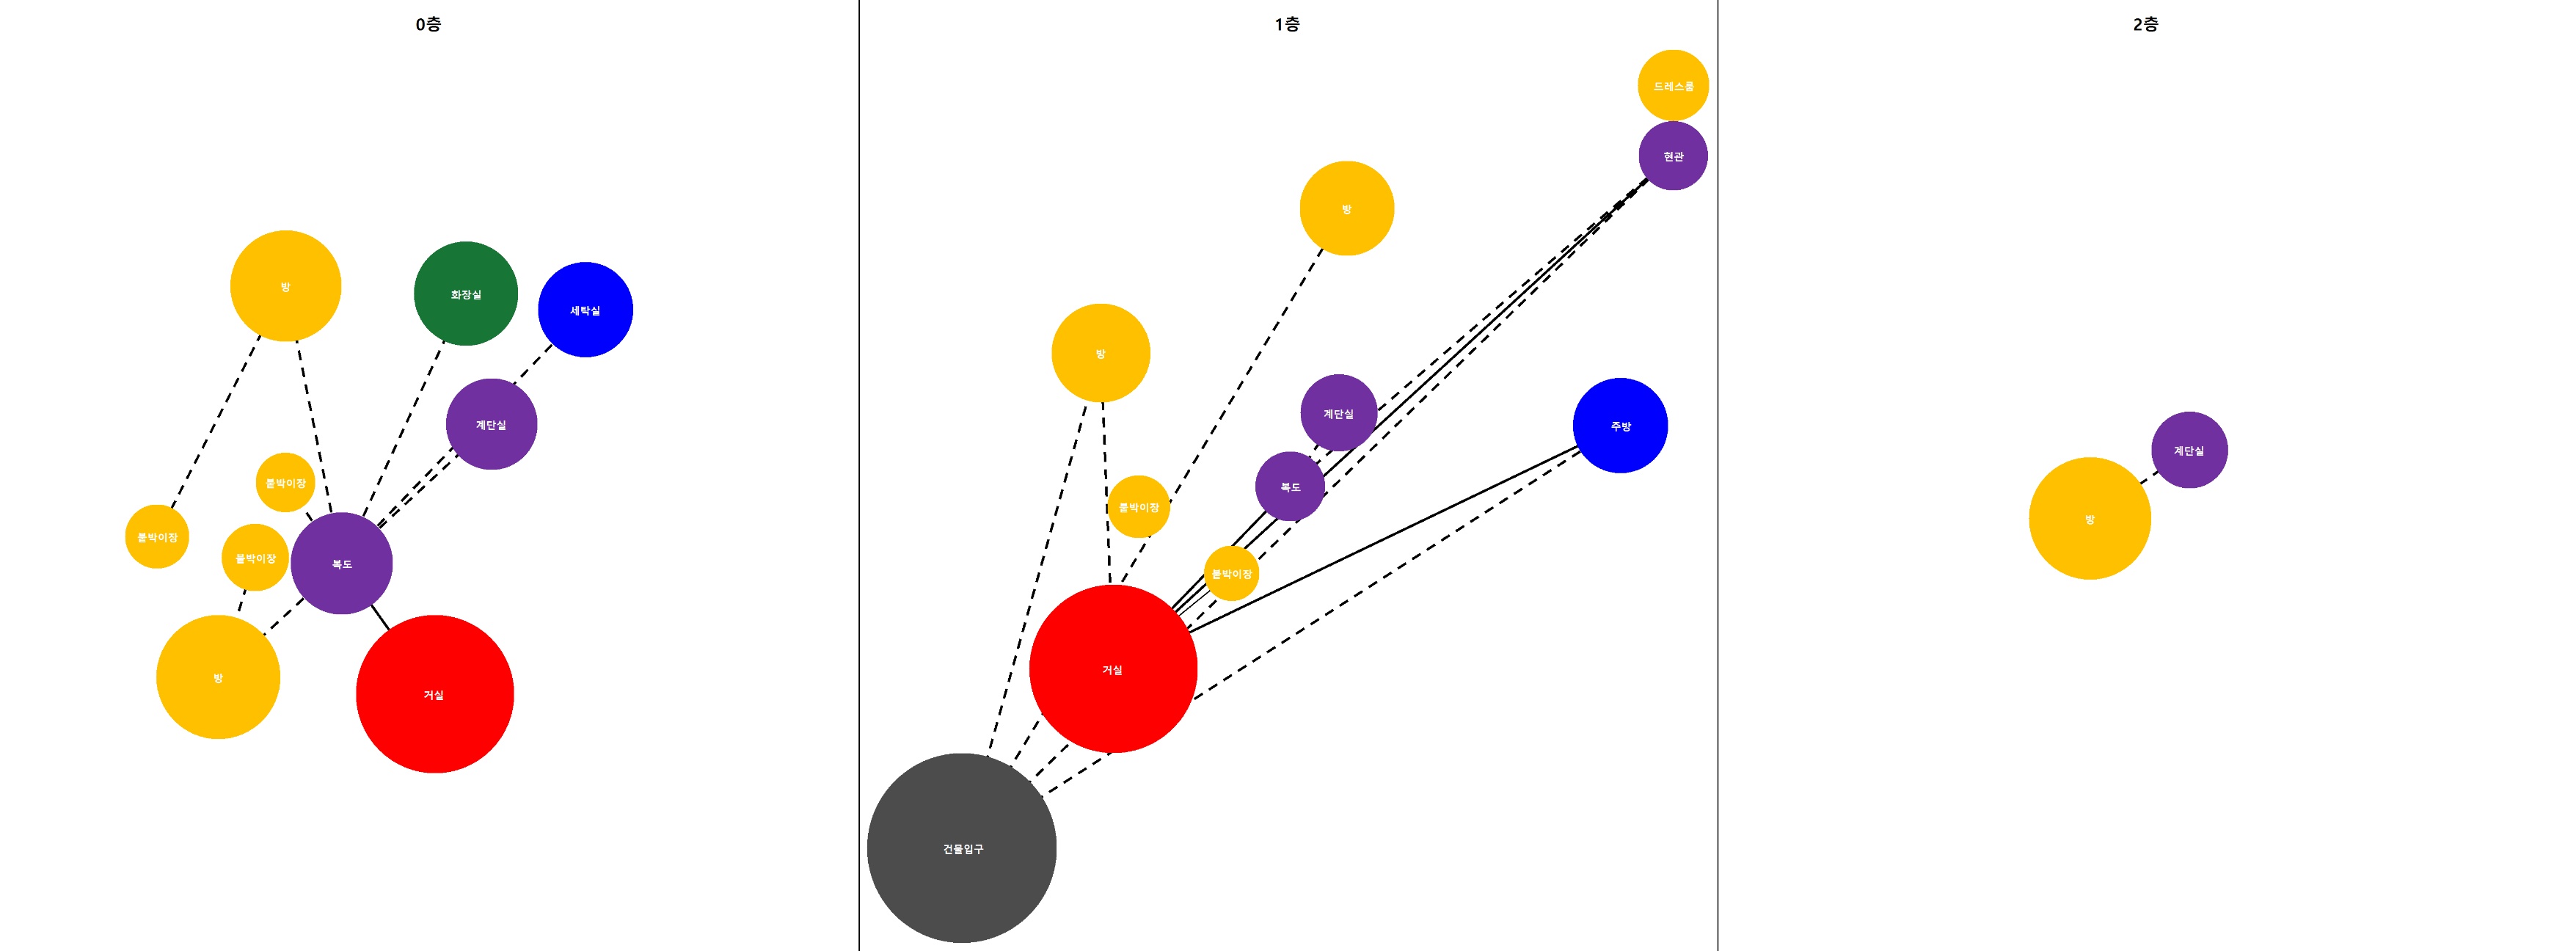 0층
방
화장실
세탁실
계단실
붙박이장
붙박이장
붙박이장
복도
방
거실
1층
드레스룸
현관
방
방
계단실
주방
복도
붙박이장
붙박이장
거실
건물입구
2층
계단실
방